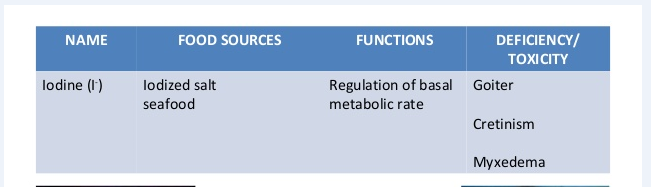 NAME
FOOD SOURCES
FUNCTIONS
DEFICIENCY/
TOXICITY
Iodine (I⁻)
Iodized salt
seafood
Regulation of basal
metabolic rate
Goiter
Cretinism
Myxedema